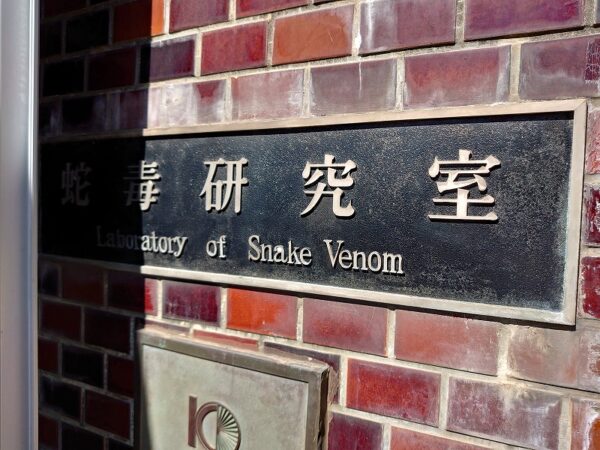 蛇毒研究室
Laboratory of Snake Venom